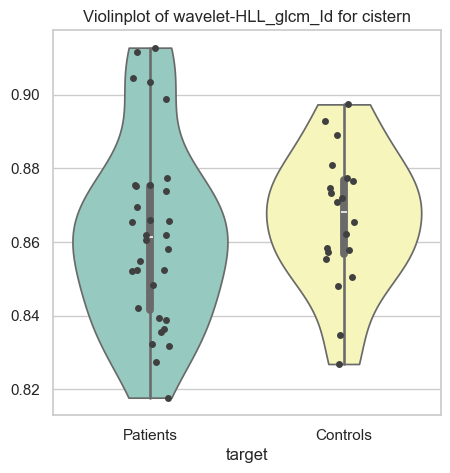 Violinplot of wavelet-HLL_glcm_Id for cistern
0.90
0.88
0.86
0.84
0.82
Patients
Controls
target